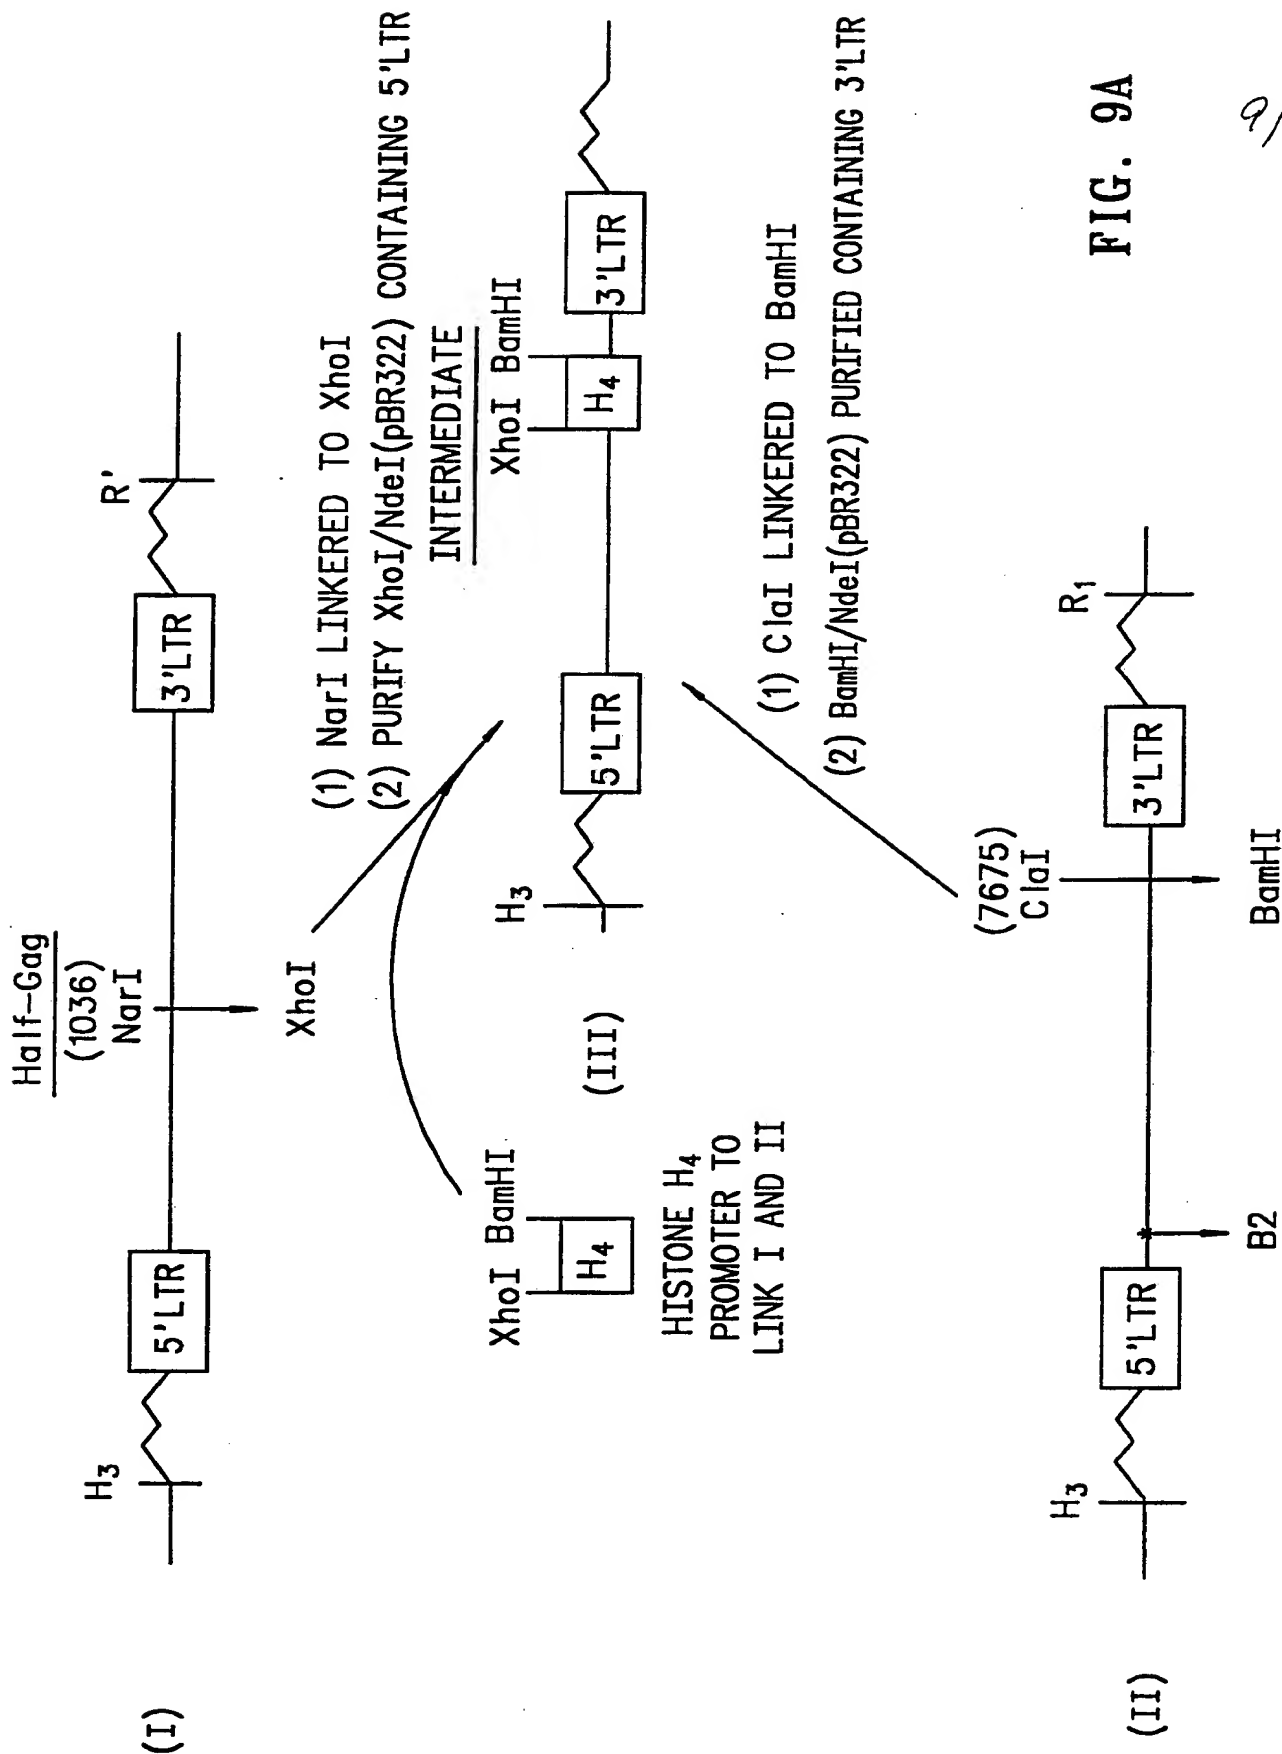 (I)
H3
5'LTR
Half-Gag
(1036)
NarI
XhoI
3'LTR
R'
(1) NarI LINKERED TO XhoI
(2) PURIFY XhoI/NdeI(pBR322) CONTAINING 5'LTR
INTERMEDIATE
XhoI BamHI
H4
HISTONE H4
PROMOTER TO
LINK I AND II
(III)
H3
5'LTR
XhoI BamHI
H4
3'LTR
(1) ClaI LINKERED TO BamHI
(2) BamHI/NdeI(pBR322) PURIFIED CONTAINING 3'LTR
(II)
H3
5'LTR
B2
(7675)
ClaI
BamHI
3'LTR
R1
FIG. 9A